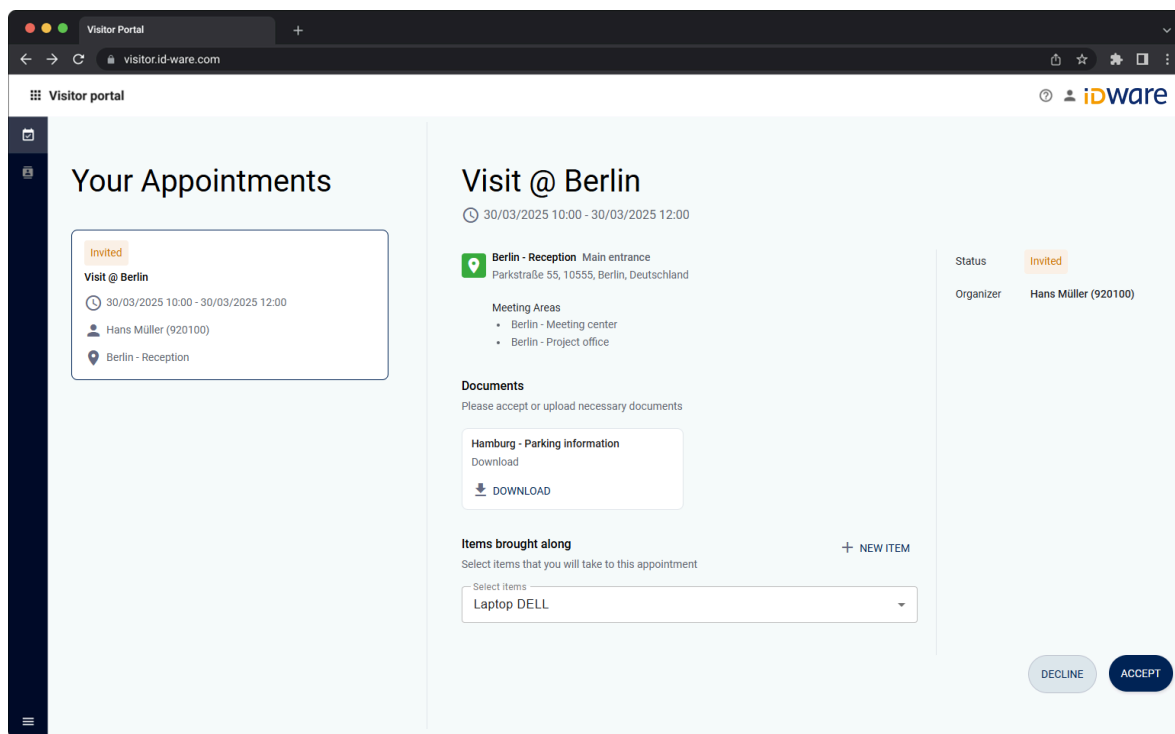 Visitor Portal
visitor.id-ware.com
Visitor portal
iDware
Your Appointments
Invited
Visit @ Berlin
30/03/2025 10:00 - 30/03/2025 12:00
Hans Müller (920100)
Berlin - Reception
Visit @ Berlin
30/03/2025 10:00 - 30/03/2025 12:00
Berlin - Reception Main entrance
Parkstraße 55, 10555, Berlin, Deutschland
Meeting Areas
• Berlin - Meeting center
• Berlin - Project office
Documents
Please accept or upload necessary documents
Hamburg - Parking information
Download
DOWNLOAD
Items brought along
+ NEW ITEM
Select items that you will take to this appointment
Select items
Laptop DELL
Status Invited
Organizer Hans Müller (920100)
DECLINE
ACCEPT